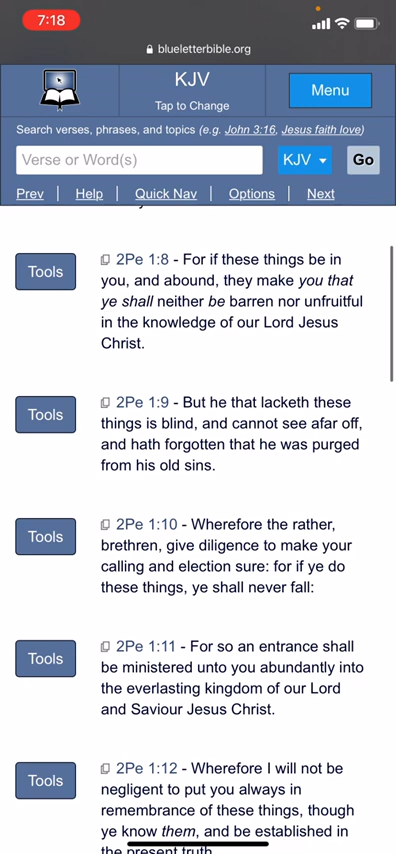 7:18
blueletterbible.org
KJV
Tap to Change
Menu
Search verses, phrases, and topics (e.g. John 3:16, Jesus faith love)
Verse or Word(s)
KJV
Go
Prev | Help | Quick Nav | Options | Next
Tools
2Pe 1:8 - For if these things be in
you, and abound, they make you that
ye shall neither be barren nor unfruitful
in the knowledge of our Lord Jesus
Christ.
Tools
2Pe 1:9 - But he that lacketh these
things is blind, and cannot see afar off,
and hath forgotten that he was purged
from his old sins.
Tools
2Pe 1:10 - Wherefore the rather,
brethren, give diligence to make your
calling and election sure: for if ye do
these things, ye shall never fall:
Tools
2Pe 1:11 - For so an entrance shall
be ministered unto you abundantly into
the everlasting kingdom of our Lord
and Saviour Jesus Christ.
Tools
2Pe 1:12 - Wherefore I will not be
negligent to put you always in
remembrance of these things, though
ye know them, and be established in
the present truth